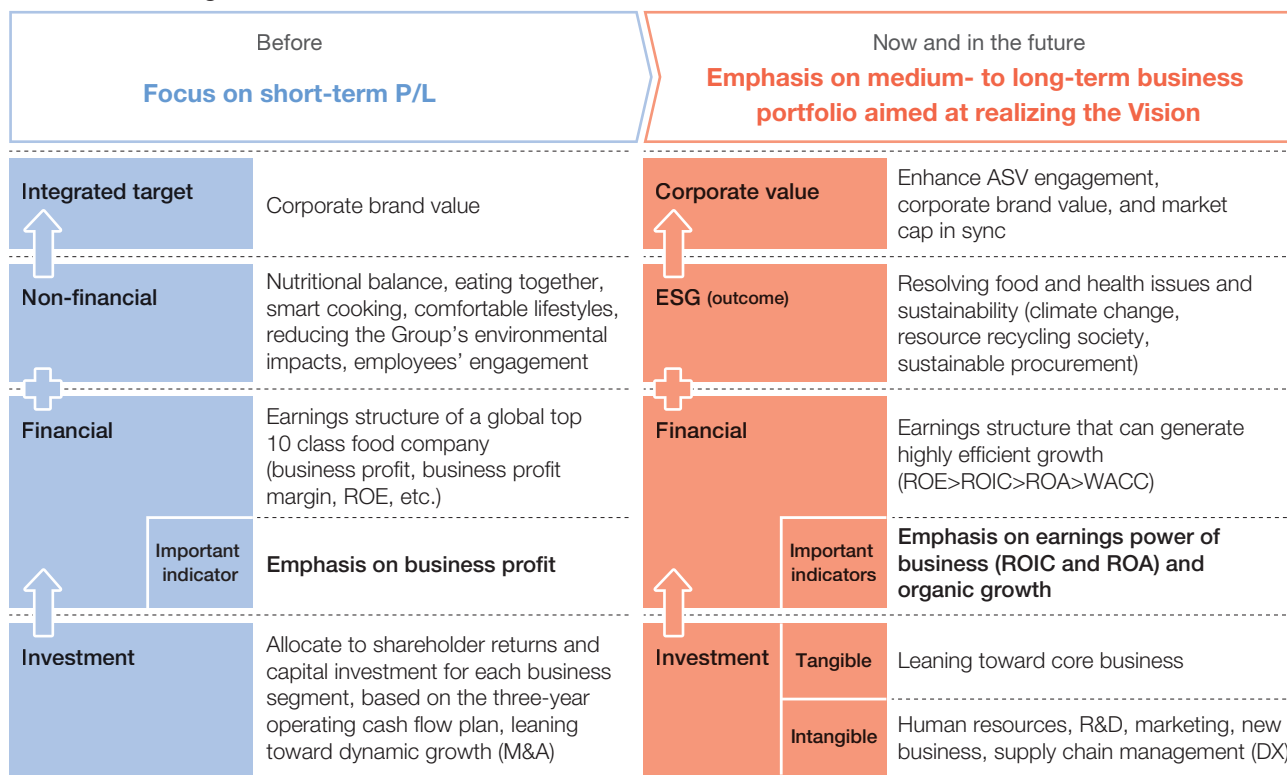 Before
Focus on short-term P/L
Now and in the future
Emphasis on medium- to long-term business
portfolio aimed at realizing the Vision
Integrated target
Corporate brand value
Non-financial
Nutritional balance, eating together,
smart cooking, comfortable lifestyles,
reducing the Group’s environmental
impacts, employees’ engagement
Financial
Earnings structure of a global top
10 class food company
(business profit, business profit
margin, ROE, etc.)
Important
indicator
Emphasis on business profit
Investment
Allocate to shareholder returns and
capital investment for each business
segment, based on the three-year
operating cash flow plan, leaning
toward dynamic growth (M&A)
Corporate value
Enhance ASV engagement,
corporate brand value, and market
cap in sync
ESG (outcome)
Resolving food and health issues and
sustainability (climate change,
resource recycling society,
sustainable procurement)
Financial
Earnings structure that can generate
highly efficient growth
(ROE>ROIC>ROA>WACC)
Important
indicators
Emphasis on earnings power of
business (ROIC and ROA) and
organic growth
Investment
Tangible
Leaning toward core business
Intangible
Human resources, R&D, marketing, new
business, supply chain management (DX)